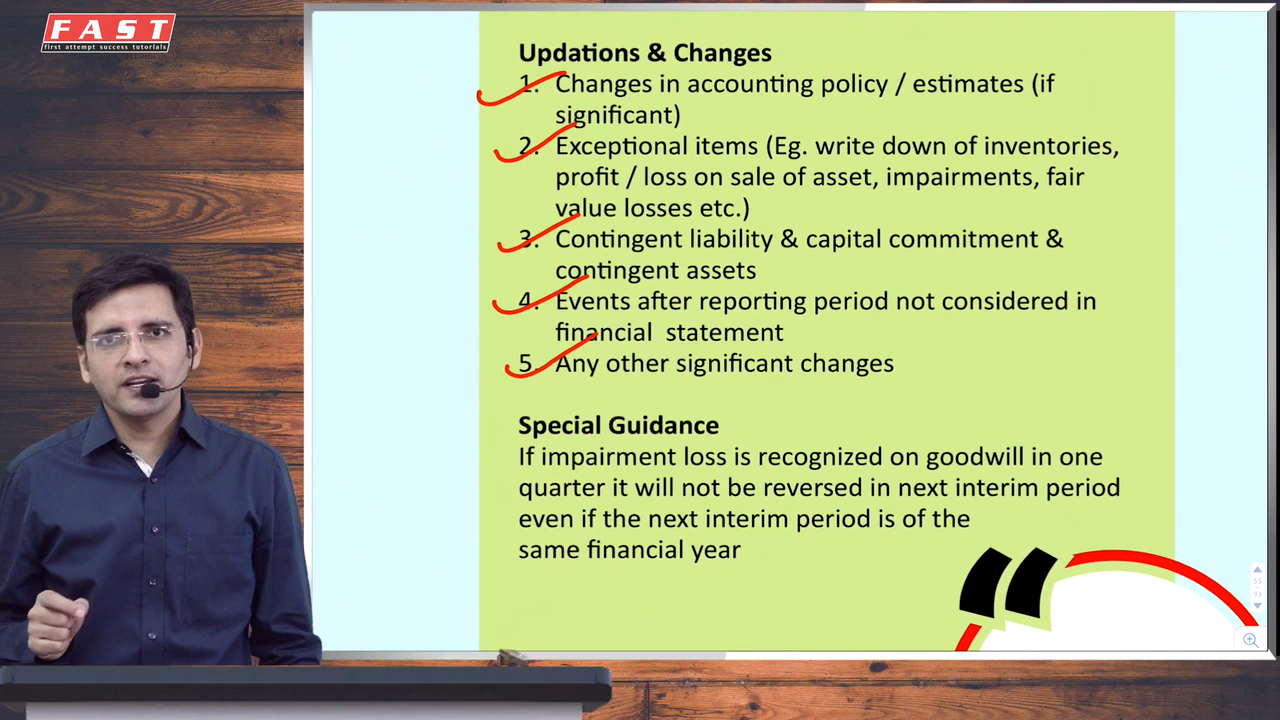 FAST
first attempt success tutorials
Updations & Changes
1. Changes in accounting policy / estimates (if
significant)
2. Exceptional items (Eg. write down of inventories,
profit / loss on sale of asset, impairments, fair
value losses etc.)
3. Contingent liability & capital commitment &
contingent assets
4. Events after reporting period not considered in
financial statement
5. Any other significant changes
Special Guidance
If impairment loss is recognized on goodwill in one
quarter it will not be reversed in next interim period
even if the next interim period is of the
same financial year
55
93